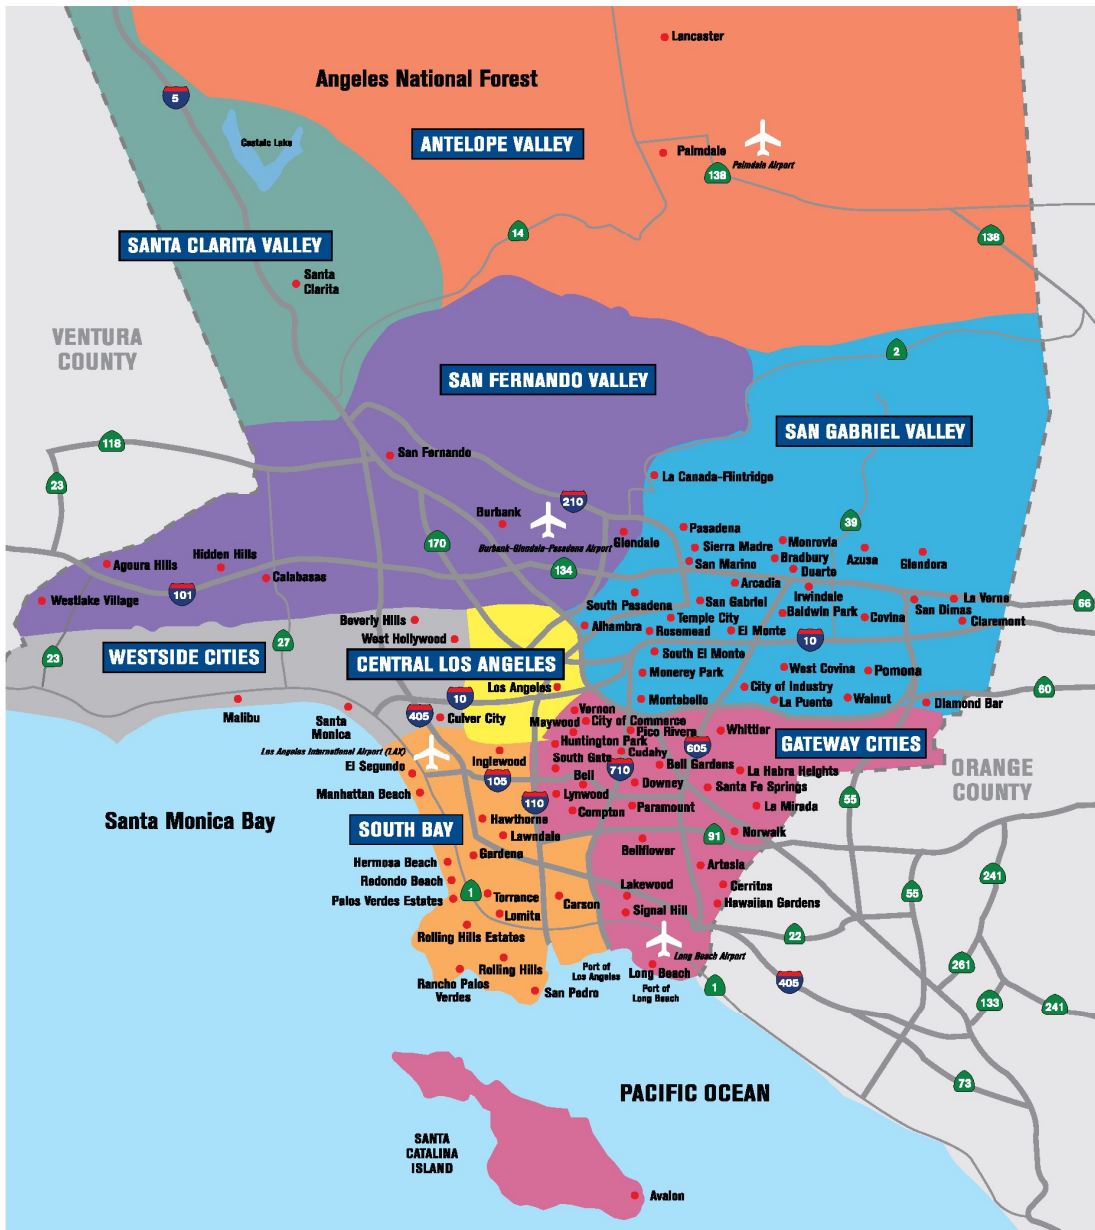 Lancaster
Angeles National Forest
5
Castaic Lake
ANTELOPE VALLEY
Palmdale
Palmdale Airport
138
14
138
SANTA CLARITA VALLEY
Santa
Clarita
VENTURA
COUNTY
2
SAN FERNANDO VALLEY
SAN GABRIEL VALLEY
118
San Fernando
La Canada-Flintridge
23
210
Burbank
39
Burbank-Glendale-Pasadena Airport
170
Glendale
Pasadena
Sierra Madre
San Marino
Monrovia
Bradbury
Duarte
Azusa
Glendora
Hidden Hills
Agoura Hills
Calabasas
134
101
Westlake Village
Arcadia
Irwindale
South Pasadena
San Gabriel
Baldwin Park
San Dimas
La Verne
66
Beverly Hills
Temple City
Covina
Claremont
Alhambra
Rosemead
El Monte
10
West Hollywood
27
23
WESTSIDE CITIES
CENTRAL LOS ANGELES
South El Monte
Monerey Park
West Covina
Pomona
Los Angeles
10
City of Industry
60
Malibu
Santa
Monica
405
Culver City
Vernon
Montebello
La Puente
Walnut
Diamond Bar
Maywood
City of Commerce
Pico Rivera
Whittier
GATEWAY CITIES
Los Angeles International Airport (LAX)
Huntington Park
Cudahy
605
El Segundo
Inglewood
South Gate
710
Bell Gardens
La Habra Heights
ORANGE
COUNTY
105
Bell
Downey
Santa Fe Springs
Manhattan Beach
110
Lynwood
Paramount
La Mirada
55
Santa Monica Bay
SOUTH BAY
Hawthorne
Compton
Lawndale
91
Norwalk
Gardena
Bellflower
Hermosa Beach
Artesia
241
Redondo Beach
Lakewood
Cerritos
55
Palos Verdes Estates
1
Torrance
Carson
Hawaiian Gardens
Lomita
Signal Hill
22
Rolling Hills Estates
Long Beach Airport
261
Rolling Hills
Port of
Los Angeles
Long Beach
Rancho Palos
Verdes
San Pedro
Port of
Long Beach
1
405
133
241
73
PACIFIC OCEAN
SANTA
CATALINA
ISLAND
Avalon